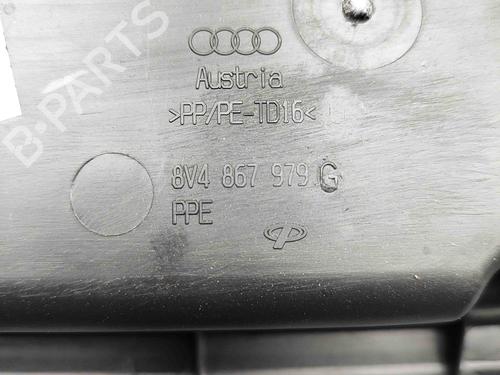 B-PARTS
Austria
>PP/PE-TD16<
8V4 867 979 G
PPE